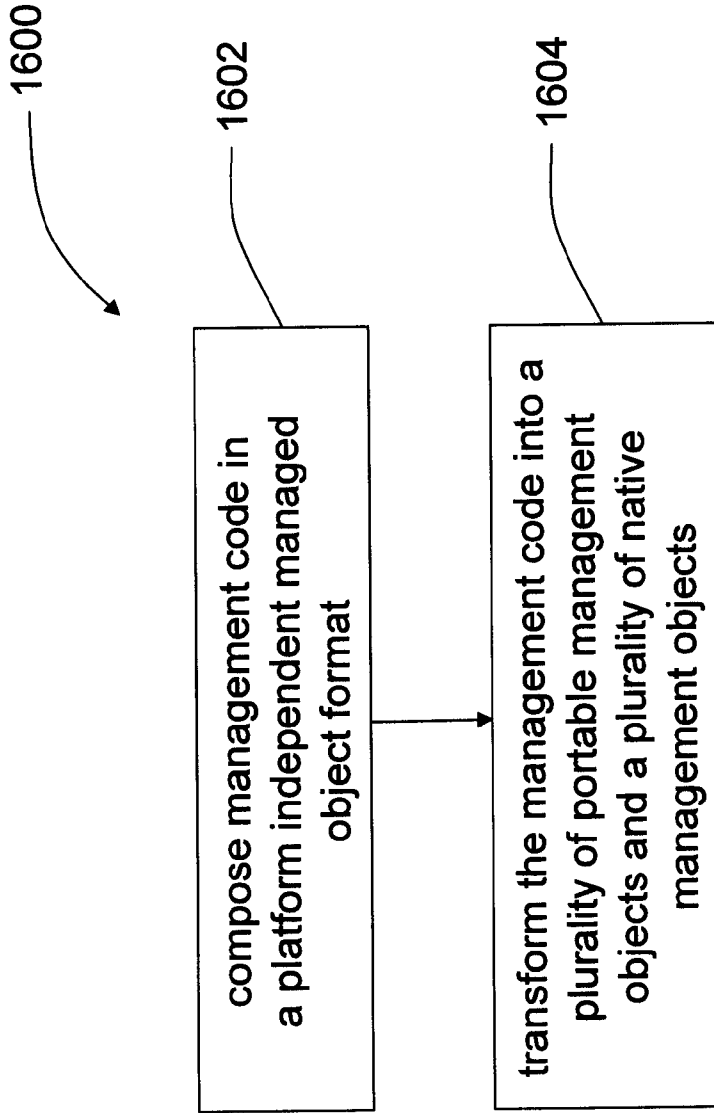 1600
compose management code in
a platform independent managed
object format
1602
transform the management code into a
plurality of portable management
objects and a plurality of native
management objects
1604